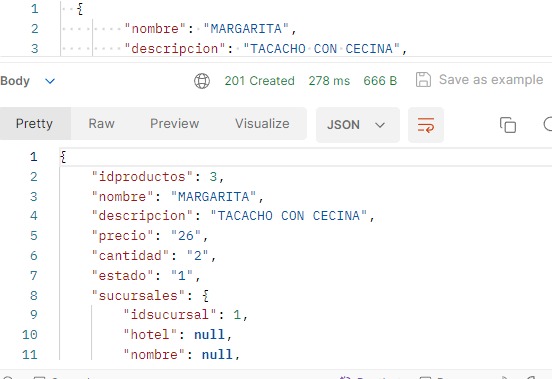 1 {
2 "nombre": "MARGARITA",
3 "descripcion": "TACACHO CON CECINA",
Body 201 Created 278 ms 666 B Save as example
Pretty Raw Preview Visualize JSON
1 {
2 "idproductos": 3,
3 "nombre": "MARGARITA",
4 "descripcion": "TACACHO CON CECINA",
5 "precio": "26",
6 "cantidad": "2",
7 "estado": "1",
8 "sucursales": {
9 "idsucursal": 1,
10 "hotel": null,
11 "nombre": null,